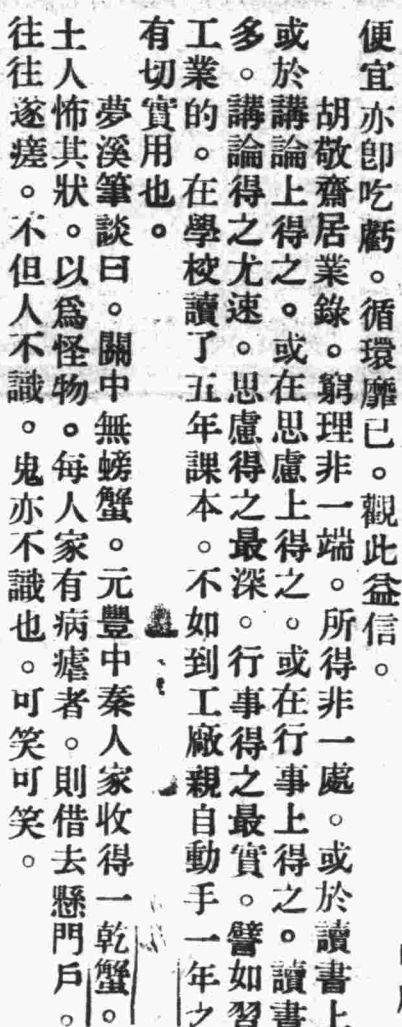 便宜亦卽吃虧。循環靡已。觀此益信。
胡敬齋居業錄。窮理非一端。所得非一處。或於讀書上
或於講論上得之。或在思慮上得之。或在行事上得之。讀書
多。講論得之尤速。思慮得之最深。行事得之最實。譬如習
工業的。在學校讀了五年課本。不如到工廠親自動手一年之
有切實用也。
夢溪筆談曰。關中無螃蟹。元豐中秦人家收得一乾蟹。
土人怖其狀。以爲怪物。每人家有病瘧者。則借去懸門戶。
往往遂瘥。不但人不識。鬼亦不識也。可笑可笑。